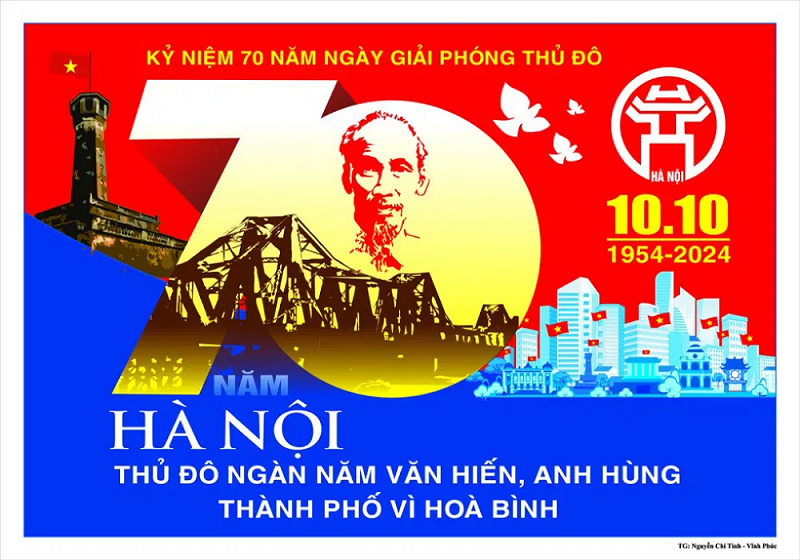 KỶ NIỆM 70 NĂM NGÀY GIẢI PHÓNG THỦ ĐÔ
70
HÀ NỘI
10.10
1954-2024
NĂM
HÀ NỘI
THỦ ĐÔ NGÀN NĂM VĂN HIẾN, ANH HÙNG
THÀNH PHỐ VÌ HOÀ BÌNH
TG: Nguyễn Chí Tình - Vĩnh Phúc